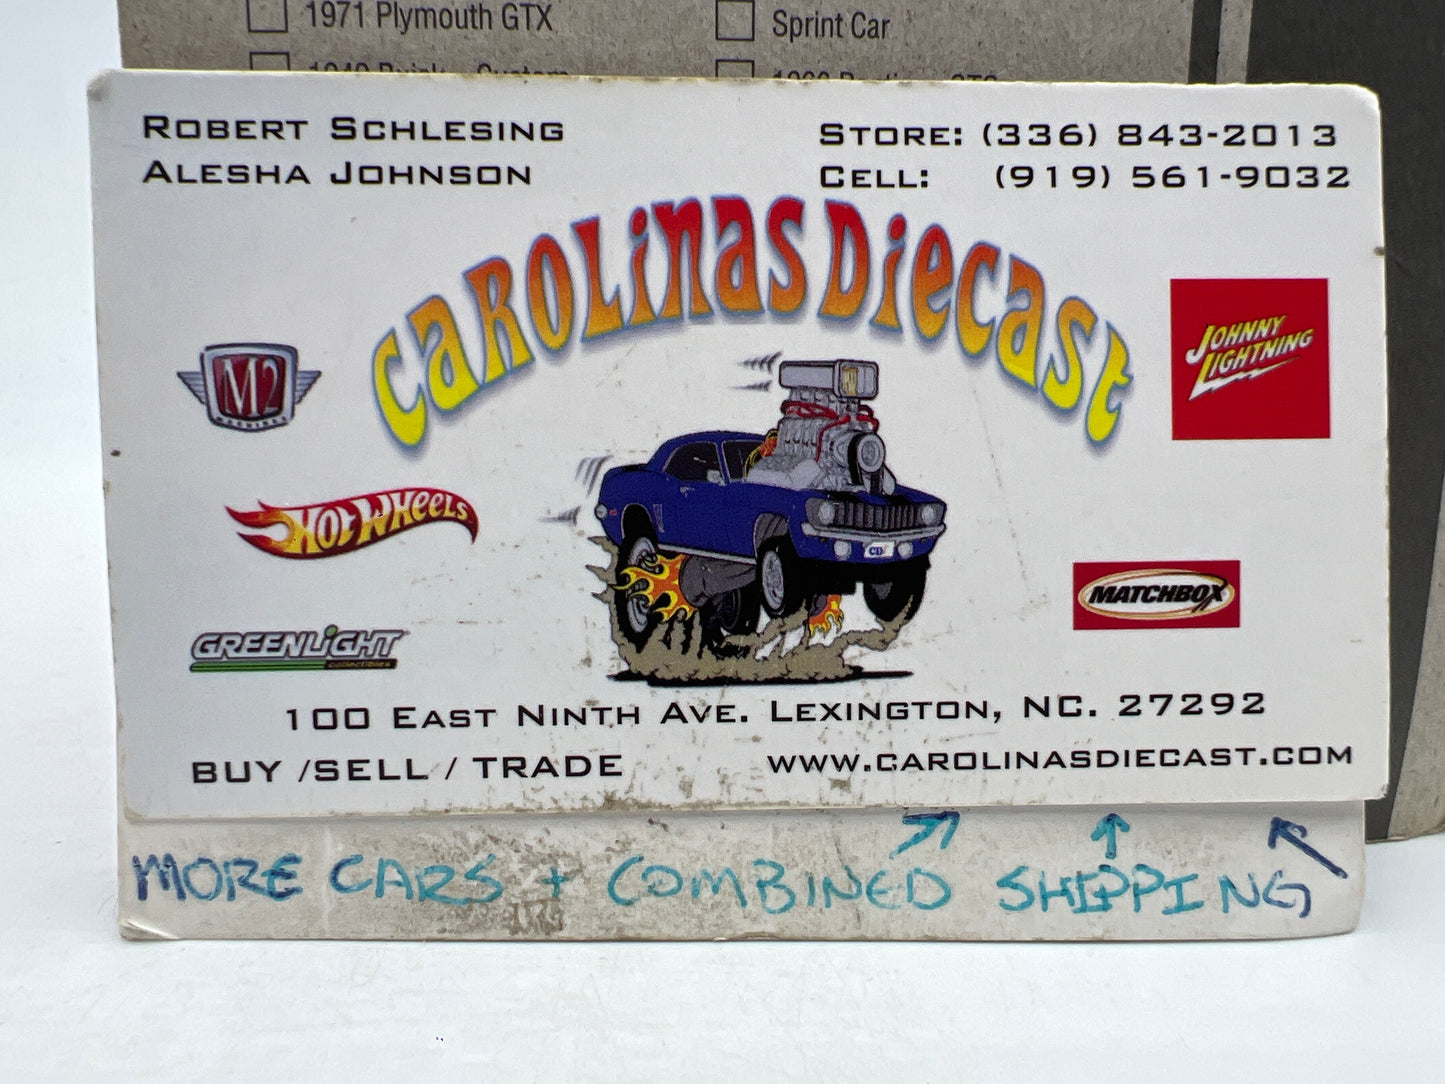 1971 Plymouth GTX
Sprint Car
ROBERT SCHLESING
ALESHA JOHNSON
STORE: (336) 843-2013
CELL: (919) 561-9032
CAROLINAS DIECAST
M2
MACHINES
JOHNNY
LIGHTNING
HOT WHEELS
MATCHBOX
GREENLIGHT
collectibles
100 EAST NINTH AVE. LEXINGTON, NC. 27292
BUY /SELL / TRADE
WWW.CAROLINASDIECAST.COM
MORE CARS + COMBINED SHIPPING